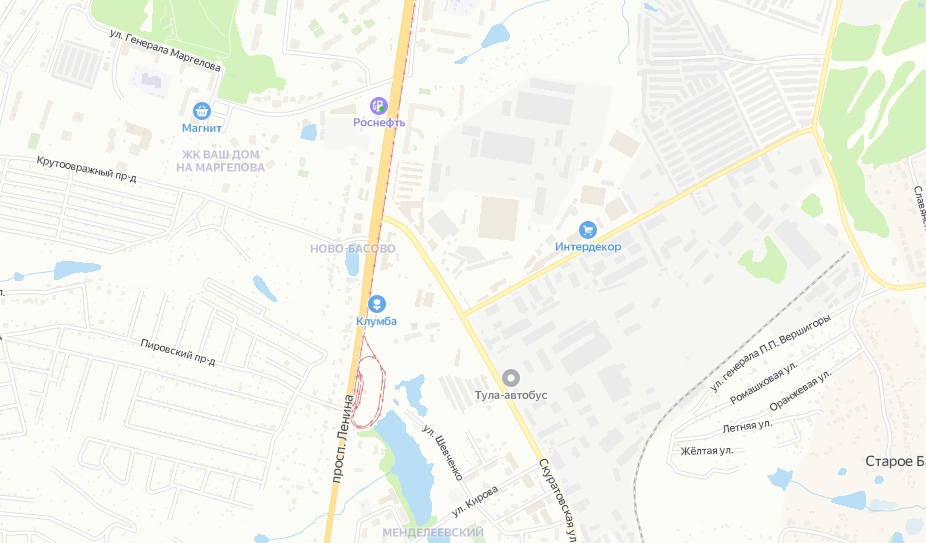 ул. Генерала Маргелова
Роснефть
Магнит
ЖК ВАШ ДОМ
НА МАРГЕЛОВА
Крутоовражный пр-д
Славянск
НОВО-БАСОВО
Интердекор
л.
Клумба
Пировский пр-д
ул. генерала П.П. Вершигоры
Ромашковая ул.
Оранжевая ул.
Тула-автобус
просп. Ленина
Летняя ул.
Жёлтая ул.
ул. Шевченко
Старое Б
Скуратовская ул
ул. Кирова
МЕНДЕЛЕЕВСКИЙ